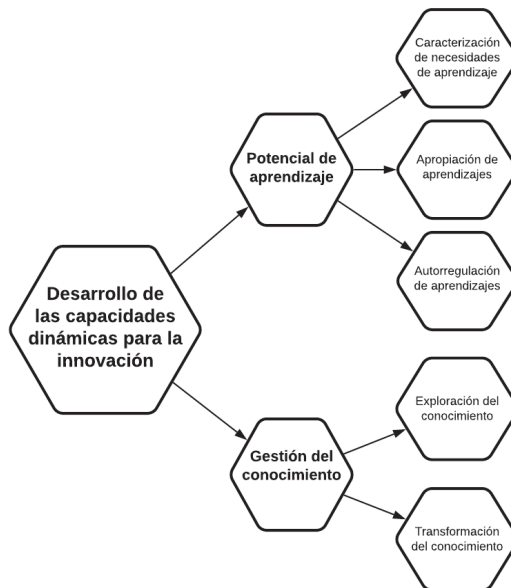 Caracterización
de necesidades
de aprendizaje
Potencial de
aprendizaje
Apropiación de
aprendizajes
Autorregulación
de aprendizajes
Desarrollo de
las capacidades
dinámicas para la
innovación
Exploración del
conocimiento
Gestión del
conocimiento
Transformación
del conocimiento